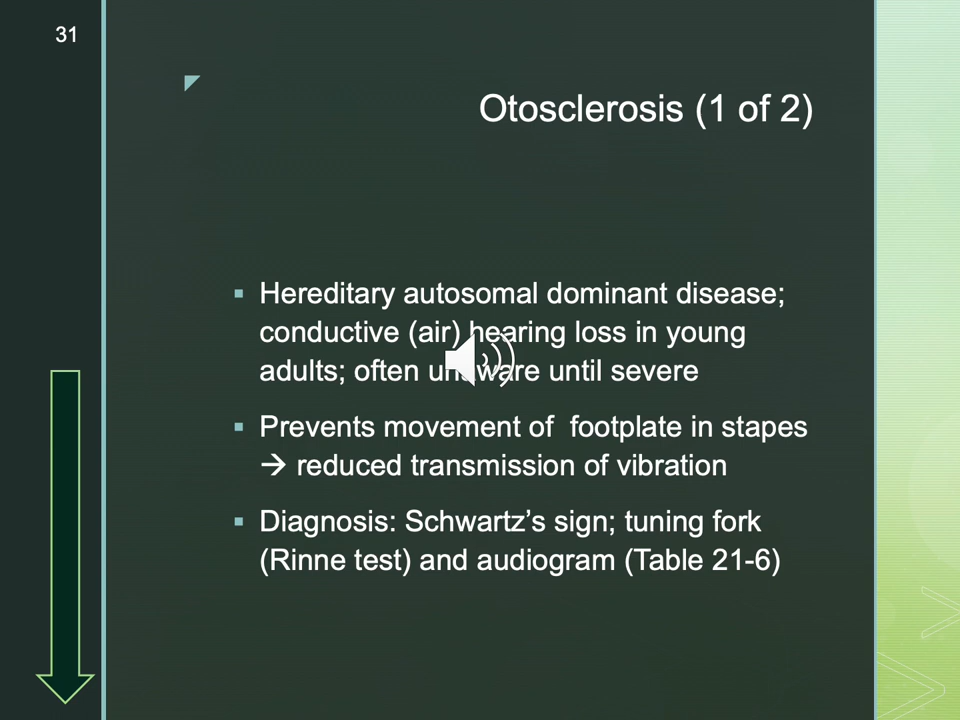 31
Otosclerosis (1 of 2)
▪ Hereditary autosomal dominant disease;
conductive (air) hearing loss in young
adults; often unaware until severe
▪ Prevents movement of  footplate in stapes
→ reduced transmission of vibration
▪ Diagnosis: Schwartz’s sign; tuning fork
(Rinne test) and audiogram (Table 21-6)